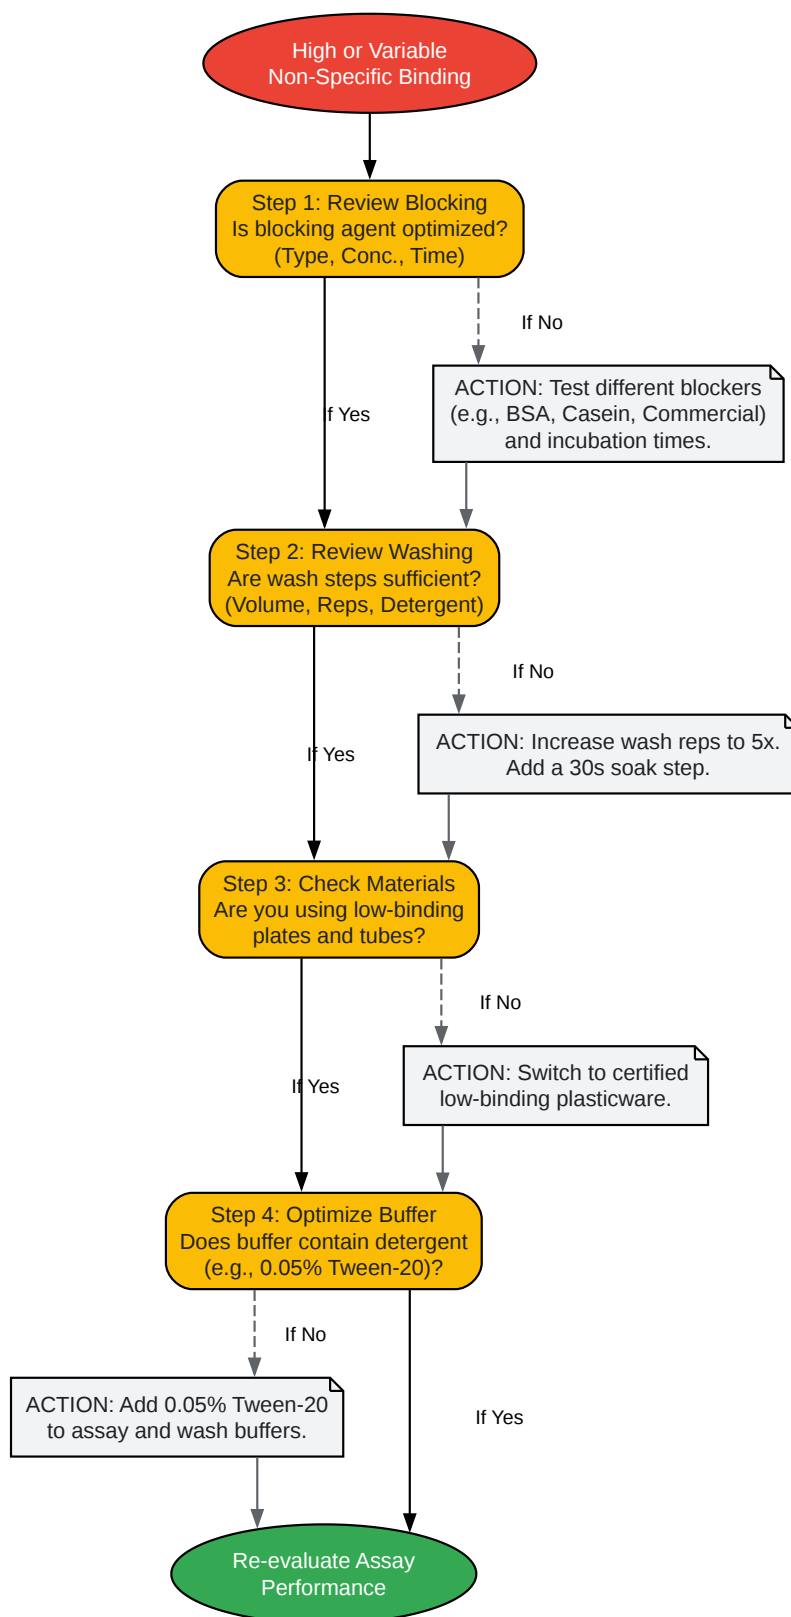 High or Variable
Non-Specific Binding
Step 1: Review Blocking
Is blocking agent optimized?
(Type, Conc., Time)
If No
ACTION: Test different blockers
(e.g., BSA, Casein, Commercial)
and incubation times.
If Yes
Step 2: Review Washing
Are wash steps sufficient?
(Volume, Reps, Detergent)
If No
ACTION: Increase wash reps to 5x.
Add a 30s soak step.
If Yes
Step 3: Check Materials
Are you using low-binding
plates and tubes?
If No
ACTION: Switch to certified
low-binding plasticware.
If Yes
Step 4: Optimize Buffer
Does buffer contain detergent
(e.g., 0.05% Tween-20)?
If No
ACTION: Add 0.05% Tween-20
to assay and wash buffers.
If Yes
Re-evaluate Assay
Performance